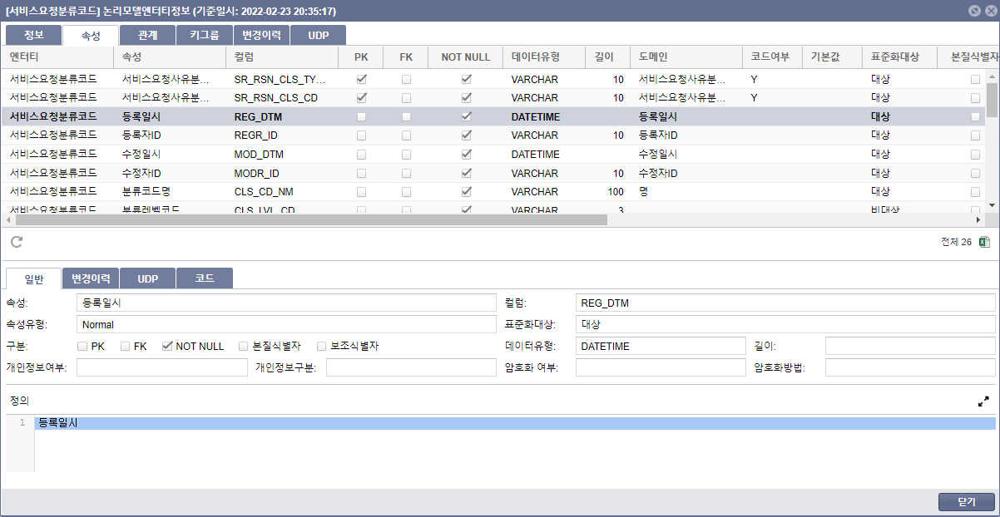 [서비스요청분류코드] 논리모델엔터티정보 (기준일시: 2022-02-23 20:35:17)
정보 속성 관계 키그룹 변경이력 UDP
엔터티 속성 컬럼 PK FK NOT NULL 데이터유형 길이 도메인 코드여부 기본값 표준화대상 본질식별자
서비스요청분류코드 서비스요청사유분... SR_RSN_CLS_TY... VARCHAR 10 서비스요청사유분... Y 대상
서비스요청분류코드 서비스요청사유분... SR_RSN_CLS_CD VARCHAR 10 서비스요청사유분... Y 대상
서비스요청분류코드 등록일시 REG_DTM DATETIME 등록일시 대상
서비스요청분류코드 등록자ID REGR_ID VARCHAR 10 등록자ID 대상
서비스요청분류코드 수정일시 MOD_DTM DATETIME 수정일시 대상
서비스요청분류코드 수정자ID MODR_ID VARCHAR 10 수정자ID 대상
서비스요청분류코드 분류코드명 CLS_CD_NM VARCHAR 100 명 대상
서비스요청분류코드 분류레벨코드 CLS_LVL_CD VARCHAR 3 비대상
전체 26
일반 변경이력 UDP 코드
속성: 등록일시 컬럼: REG_DTM
속성유형: Normal 표준화대상: 대상
구분: PK FK NOT NULL 본질식별자 보조식별자 데이터유형: DATETIME 길이:
개인정보여부: 개인정보구분: 암호화 여부: 암호화방법:
정의
1 등록일시
닫기